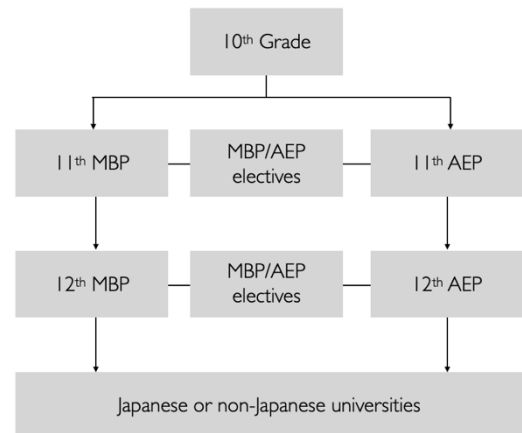 10th Grade
11th MBP
MBP/AEP
electives
11th AEP
12th MBP
MBP/AEP
electives
12th AEP
Japanese or non-Japanese universities